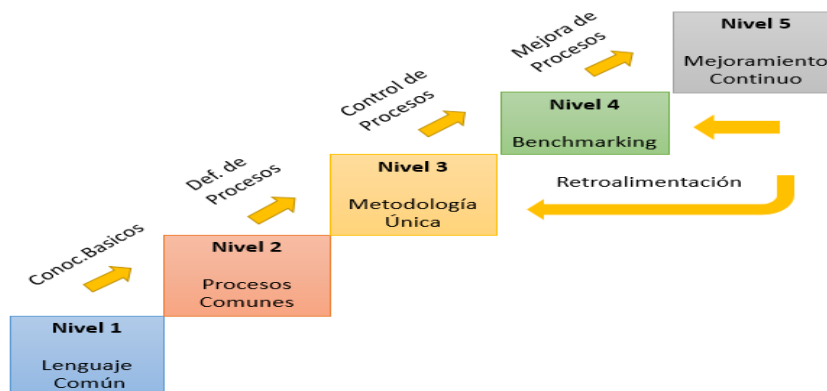 Nivel 1
Lenguaje
Común
Conoc.Basicos
Nivel 2
Procesos
Comunes
Def. de
Procesos
Nivel 3
Metodología
Única
Control de
Procesos
Nivel 4
Benchmarking
Mejora de
Procesos
Nivel 5
Mejoramiento
Continuo
Retroalimentación